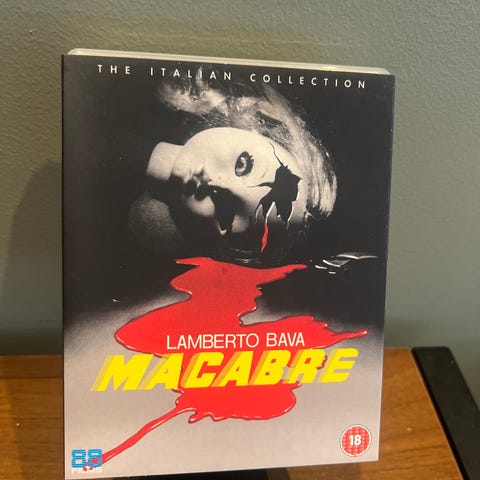 THE ITALIAN COLLECTION
LAMBERTO BAVA
MACABRE
18
88
FILMS